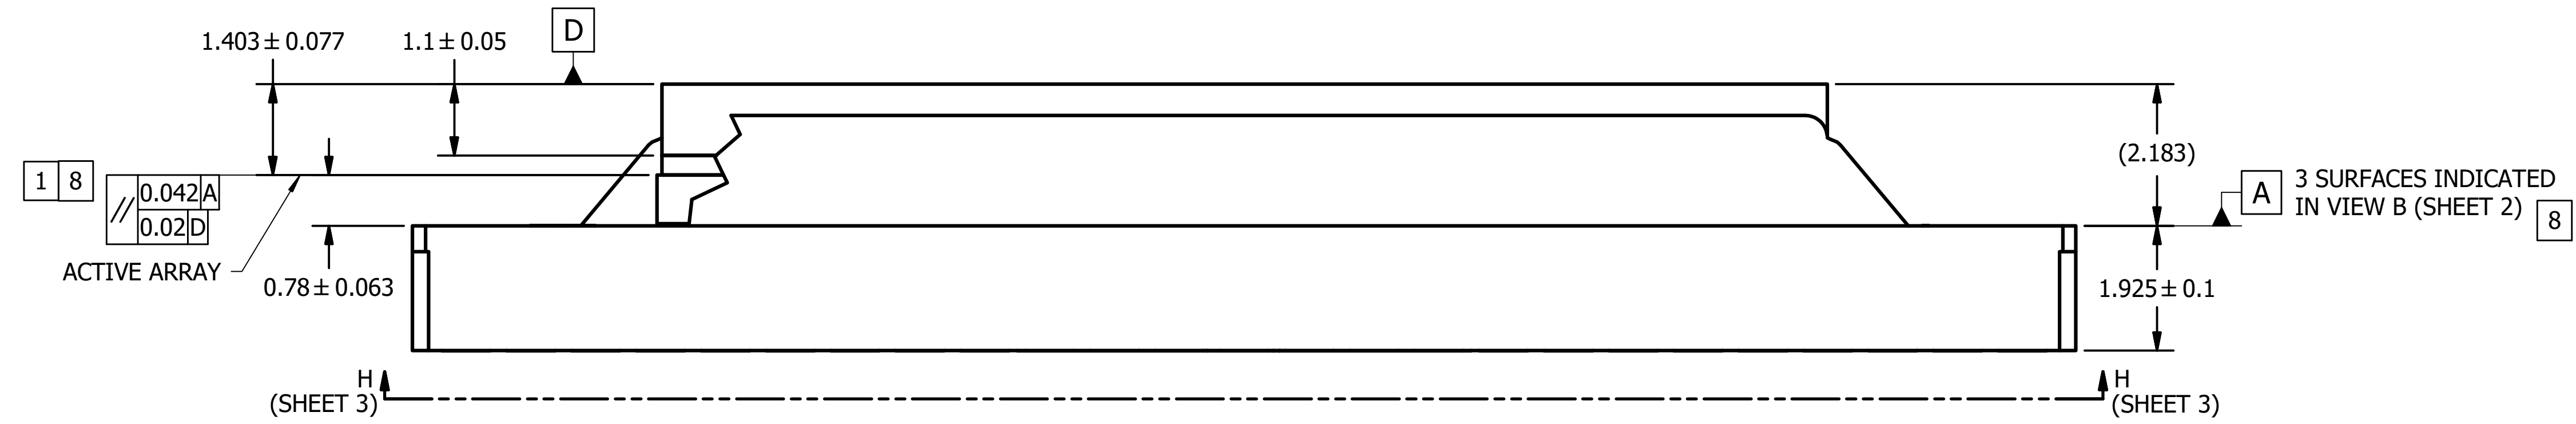 1.403 ± 0.077
1.1 ± 0.05
D
(2.183)
1 8
// 0.042 A
0.02 D
A
3 SURFACES INDICATED
IN VIEW B (SHEET 2)
8
ACTIVE ARRAY
0.78 ± 0.063
1.925 ± 0.1
H
(SHEET 3)
H
(SHEET 3)